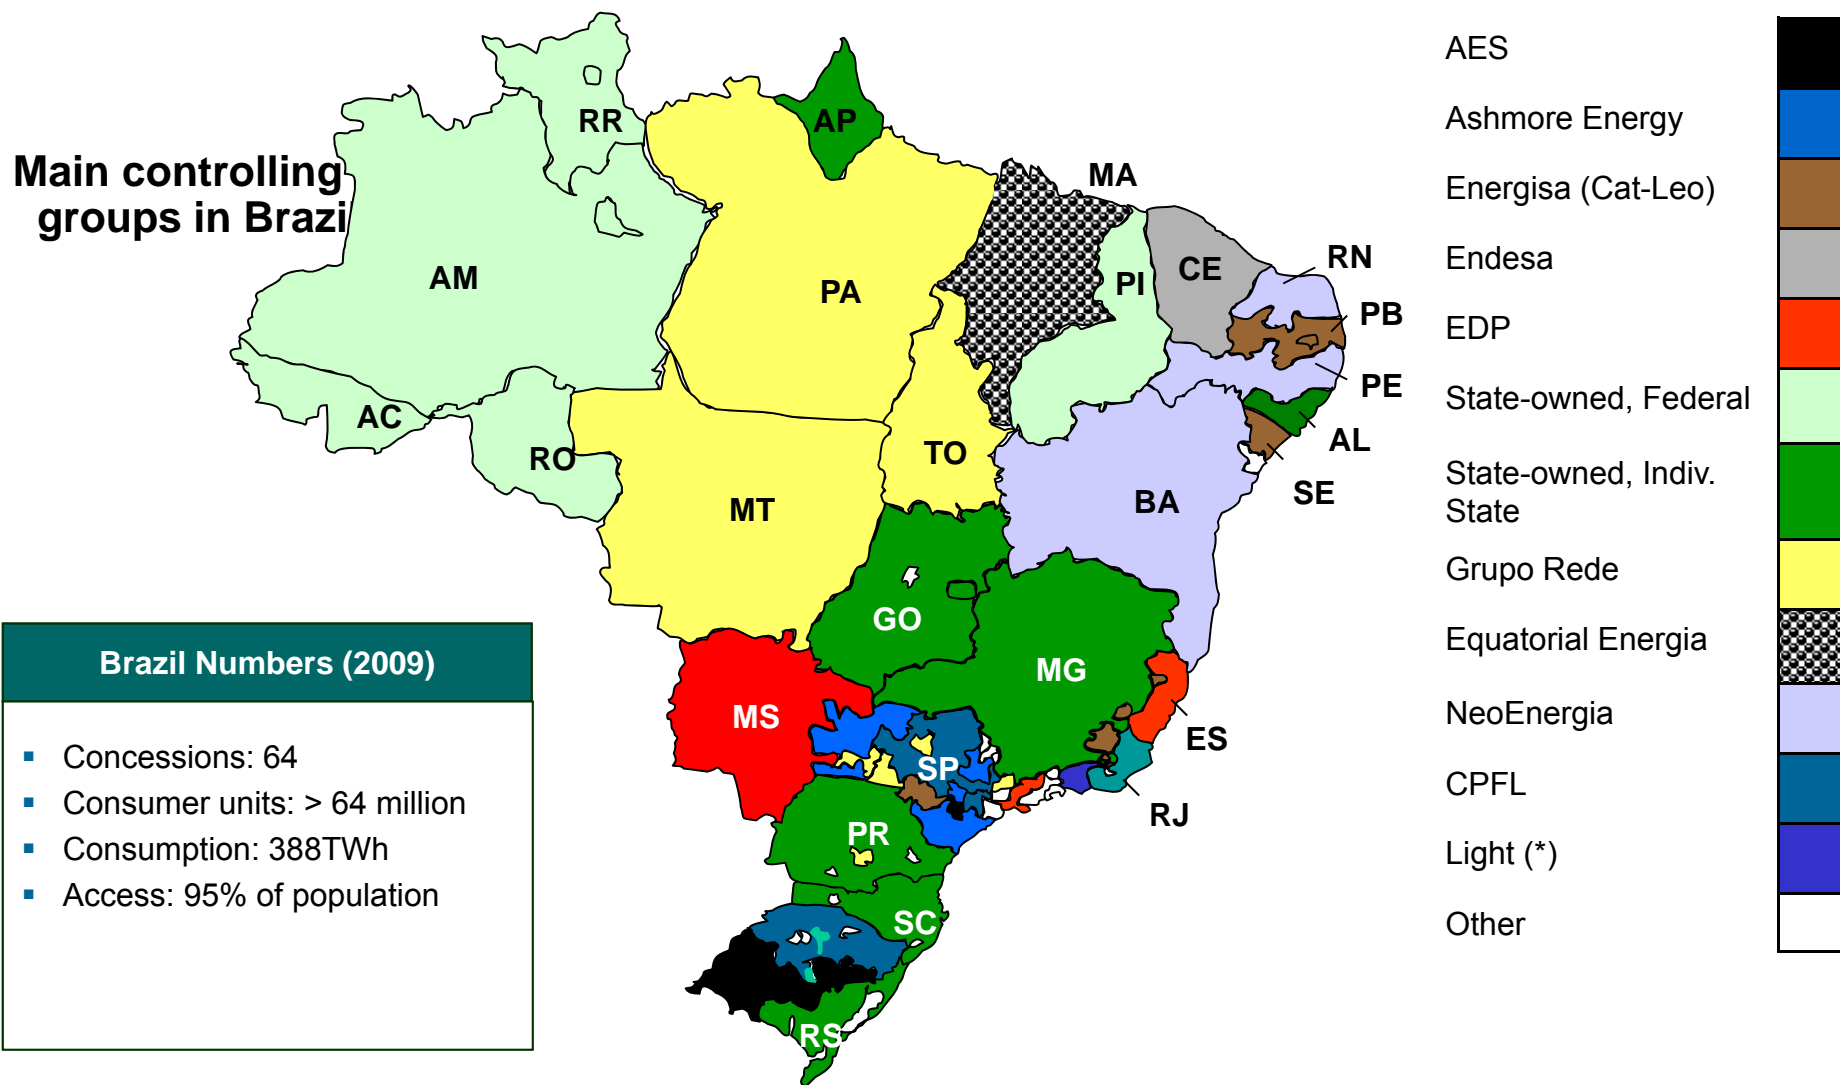 Main controlling
groups in Brazi
RR
AP
AM
PA
MA
PI
CE
RN
PB
PE
AL
SE
AC
RO
TO
MT
BA
GO
MG
MS
ES
SP
RJ
PR
SC
RS
AES
Ashmore Energy
Energisa (Cat-Leo)
Endesa
EDP
State-owned, Federal
State-owned, Indiv.
State
Grupo Rede
Equatorial Energia
NeoEnergia
CPFL
Light (*)
Other
Brazil Numbers (2009)
▪ Concessions: 64
▪ Consumer units: > 64 million
▪ Consumption: 388TWh
▪ Access: 95% of population